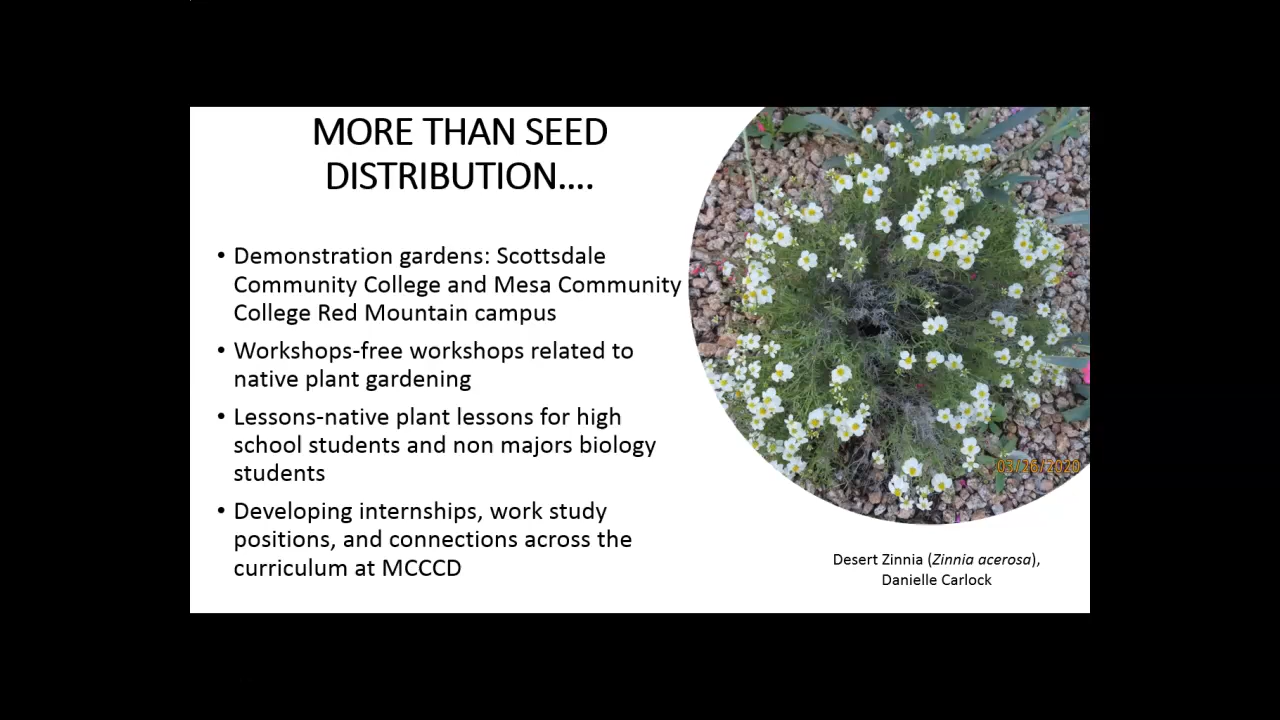 MORE THAN SEED
DISTRIBUTION....
• Demonstration gardens: Scottsdale
Community College and Mesa Community
College Red Mountain campus
• Workshops-free workshops related to
native plant gardening
• Lessons-native plant lessons for high
school students and non majors biology
students
• Developing internships, work study
positions, and connections across the
curriculum at MCCCD
03/26/2020
Desert Zinnia (Zinnia acerosa),
Danielle Carlock